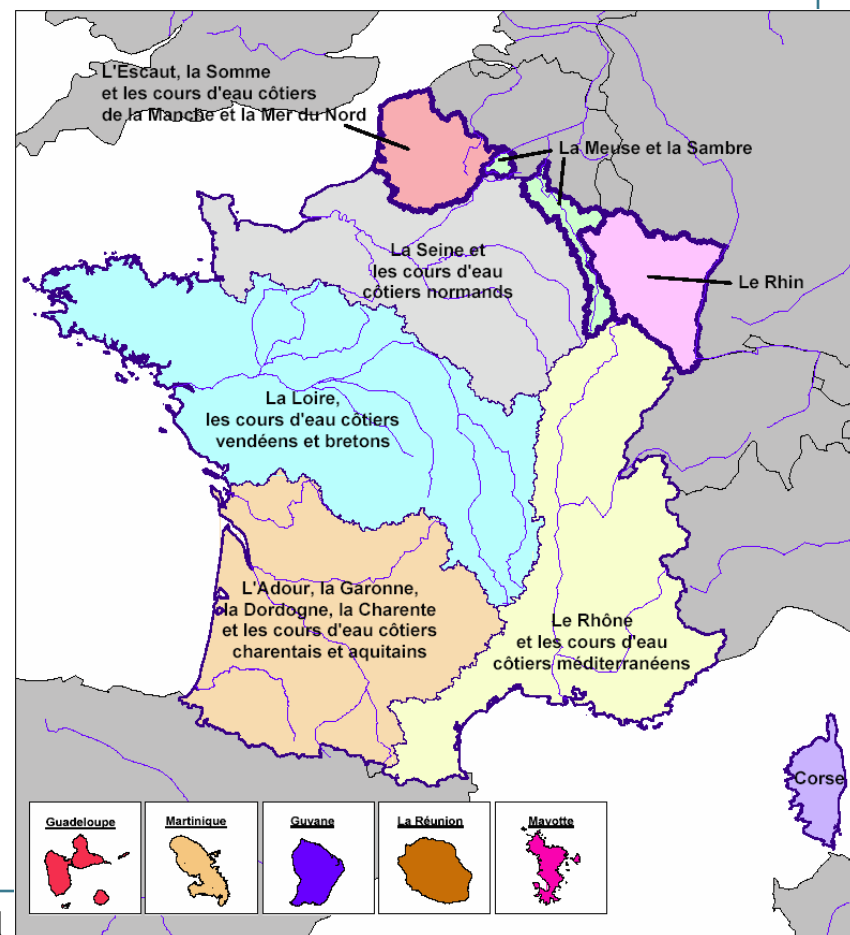 L'Escaut, la Somme
et les cours d'eau côtiers
de la Manche et la Mer du Nord
La Meuse et la Sambre
La Seine et
les cours d'eau
côtiers normands
Le Rhin
La Loire,
les cours d'eau côtiers
vendéens et bretons
L'Adour, la Garonne,
la Dordogne, la Charente
et les cours d'eau côtiers
charentais et aquitains
Le Rhône
et les cours d'eau
côtiers méditerranéens
Corse
Guadeloupe
Martinique
Guyane
La Réunion
Mayotte